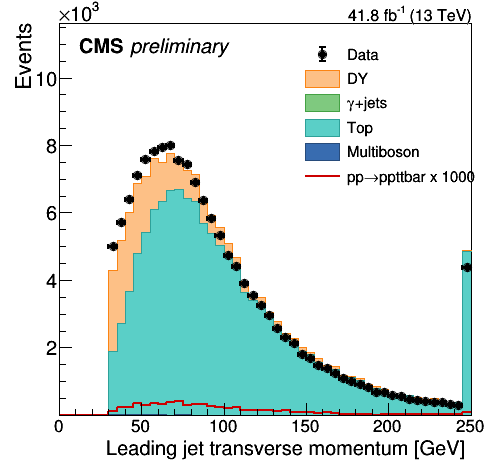 ×10³
41.8 fb⁻¹ (13 TeV)
Events
CMS preliminary
Data
DY
γ+jets
Top
Multiboson
pp→ppttbar x 1000
10
8
6
4
2
0 50 100 150 200 250
Leading jet transverse momentum [GeV]